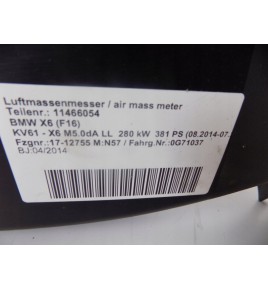 Luftmassenmesser / air mass meter
Teilenr.: 11466054
BMW X6 (F16)
KV61 - X6 M5.0dA LL 280 kW 381 PS (08.2014-07.
Fzgnr.:17-12755 M:N57 / Fahrg.Nr.:0G71037
BJ:04/2014